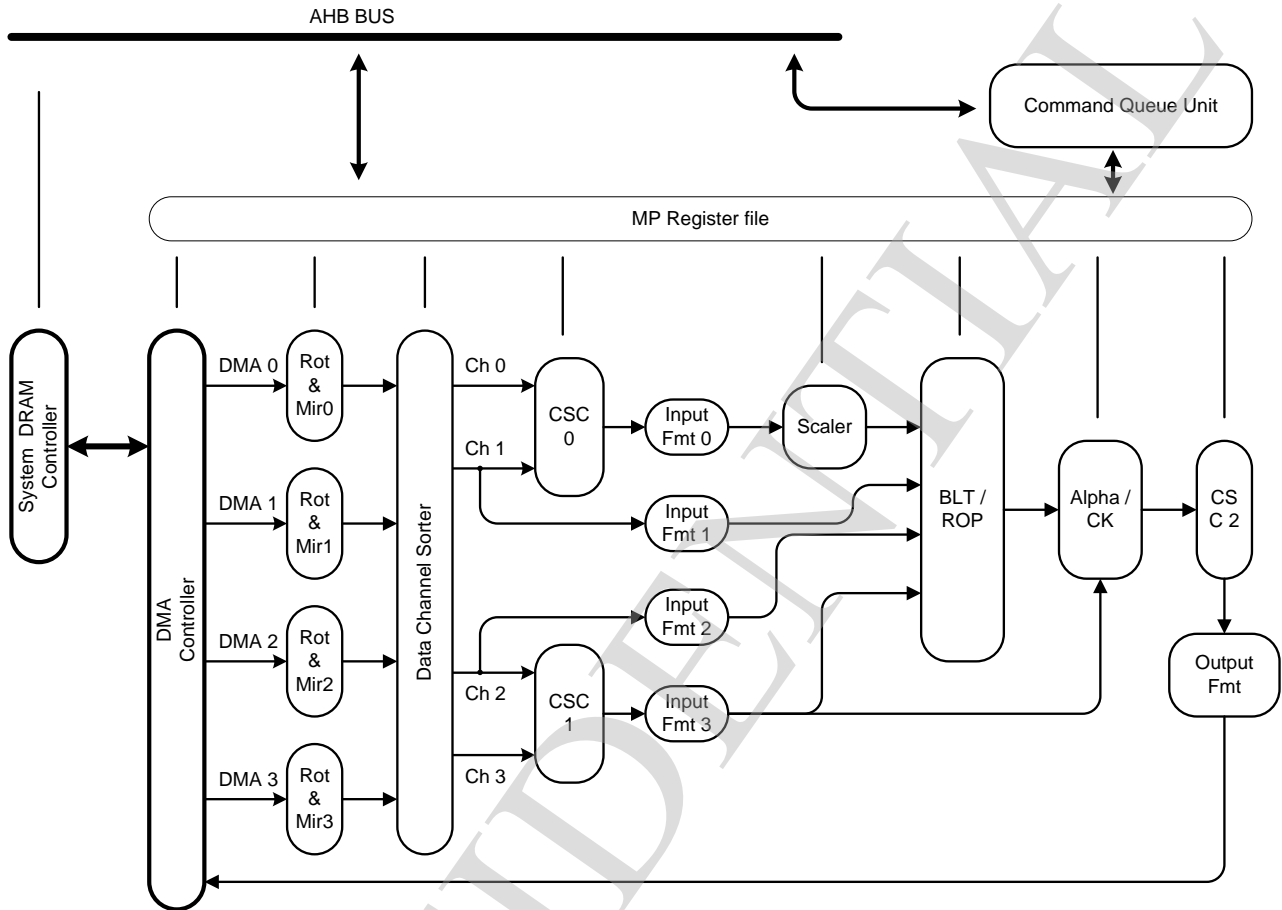 AHB BUS
Command Queue Unit
MP Register file
System DRAM
Controller
DMA
Controller
DMA 0
DMA 1
DMA 2
DMA 3
Rot
&
Mir0
Rot
&
Mir1
Rot
&
Mir2
Rot
&
Mir3
Data Channel Sorter
Ch 0
Ch 1
Ch 2
Ch 3
CSC
0
CSC
1
Input
Fmt 0
Input
Fmt 1
Input
Fmt 2
Input
Fmt 3
Scaler
BLT /
ROP
Alpha /
CK
CS
C 2
Output
Fmt
IDENTIAL